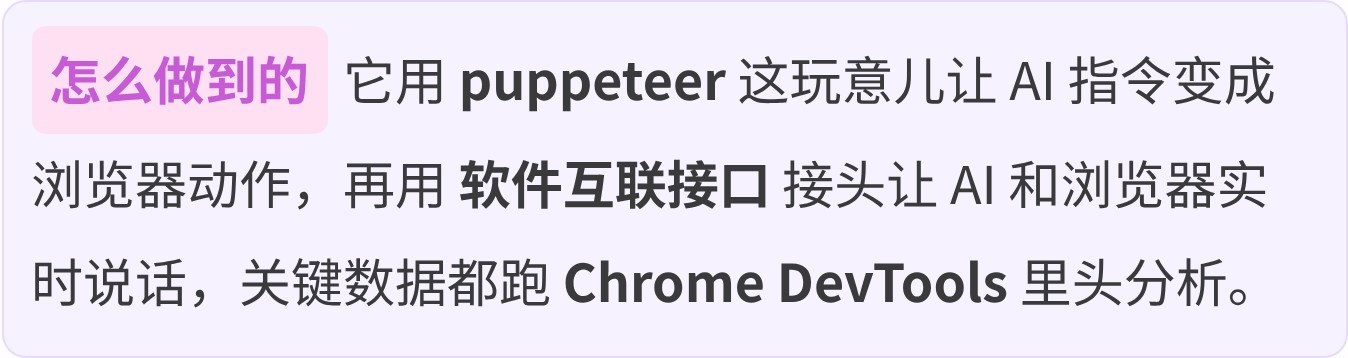 怎么做到的 它用 puppeteer 这玩意儿让 AI 指令变成
浏览器动作，再用 软件互联接口 接头让 AI 和浏览器实
时说话，关键数据都跑 Chrome DevTools 里头分析。